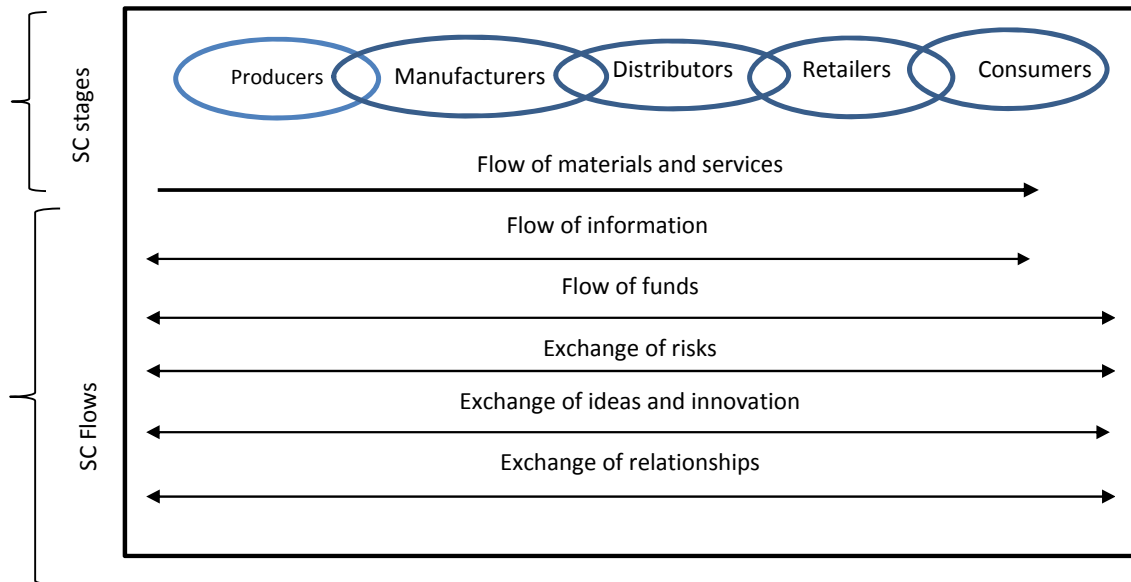 SC stages
Producers
Manufacturers
Distributors
Retailers
Consumers
Flow of materials and services
SC Flows
Flow of information
Flow of funds
Exchange of risks
Exchange of ideas and innovation
Exchange of relationships